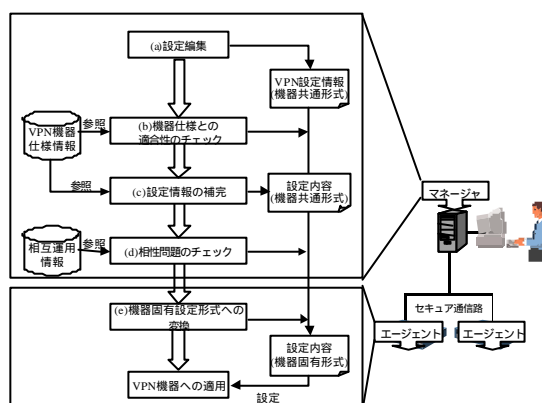 (a)設定編集
VPN設定情報
(機器共通形式)
参照
VPN機器
仕様情報
(b)機器仕様との
適合性のチェック
参照
(c)設定情報の補完
設定内容
(機器共通形式)
マネージャ
相互運用
情報
参照
(d)相性問題のチェック
セキュア通信路
(e)機器固有設定形式への
変換
エージェント
エージェント
設定内容
(機器固有形式)
VPN機器への適用
設定